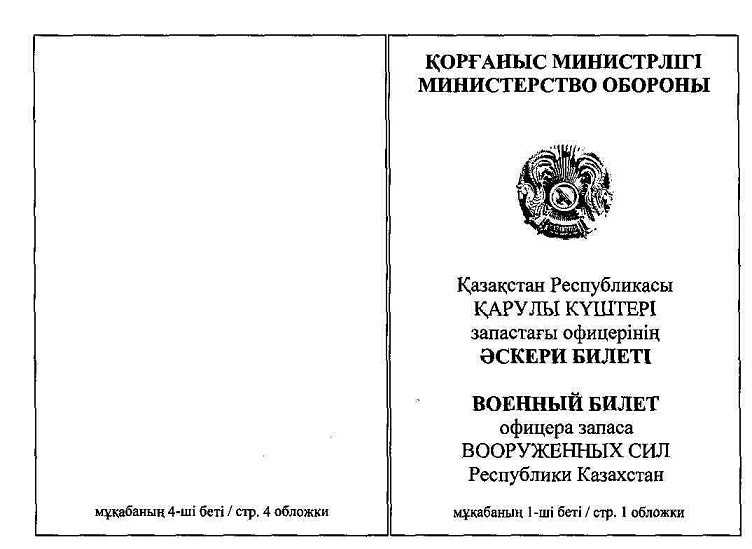 ҚОРҒАНЫС МИНИСТРЛІГІ
МИНИСТЕРСТВО ОБОРОНЫ
Қазақстан Республикасы
ҚАРУЛЫ КҮШТЕРІ
запастағы офицерінің
ӘСКЕРИ БИЛЕТІ
ВОЕННЫЙ БИЛЕТ
офицера запаса
ВООРУЖЕННЫХ СИЛ
Республики Казахстан
мұқабаның 4-ші беті / стр. 4 обложки
мұқабаның 1-ші беті / стр. 1 обложки